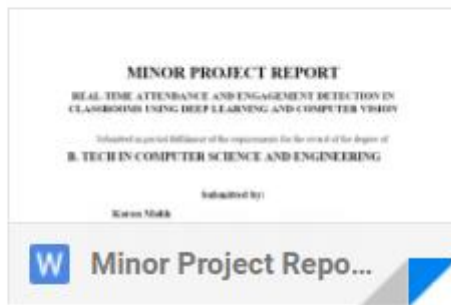 MINOR PROJECT REPORT
REAL-TIME ATTENDANCE AND ENGAGEMENT DETECTION IN
CLASSROOMS USING DEEP LEARNING AND COMPUTER VISION
Submitted in partial fulfillment of the requirements for the award of the degree of
B. TECH IN COMPUTER SCIENCE AND ENGINEERING
Submitted by:
Karan Malik
W Minor Project Repo...